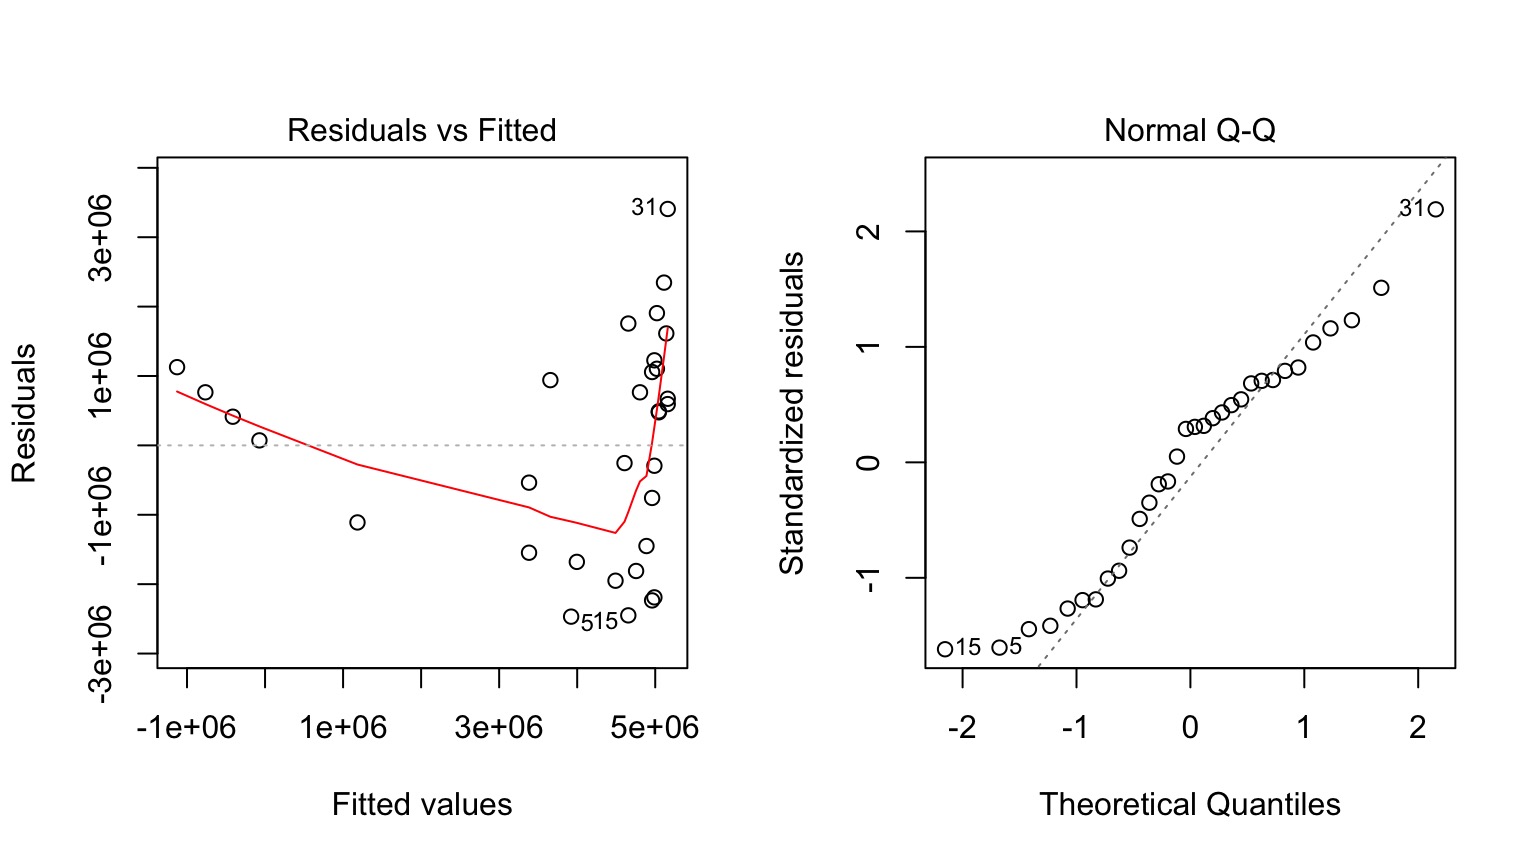 Residuals vs Fitted
Residuals
3e+06
1e+06
-1e+06
-3e+06
31
515
-1e+06 1e+06 3e+06 5e+06
Fitted values
Normal Q-Q
Standardized residuals
2
1
0
-1
31
15 5
-2 -1 0 1 2
Theoretical Quantiles